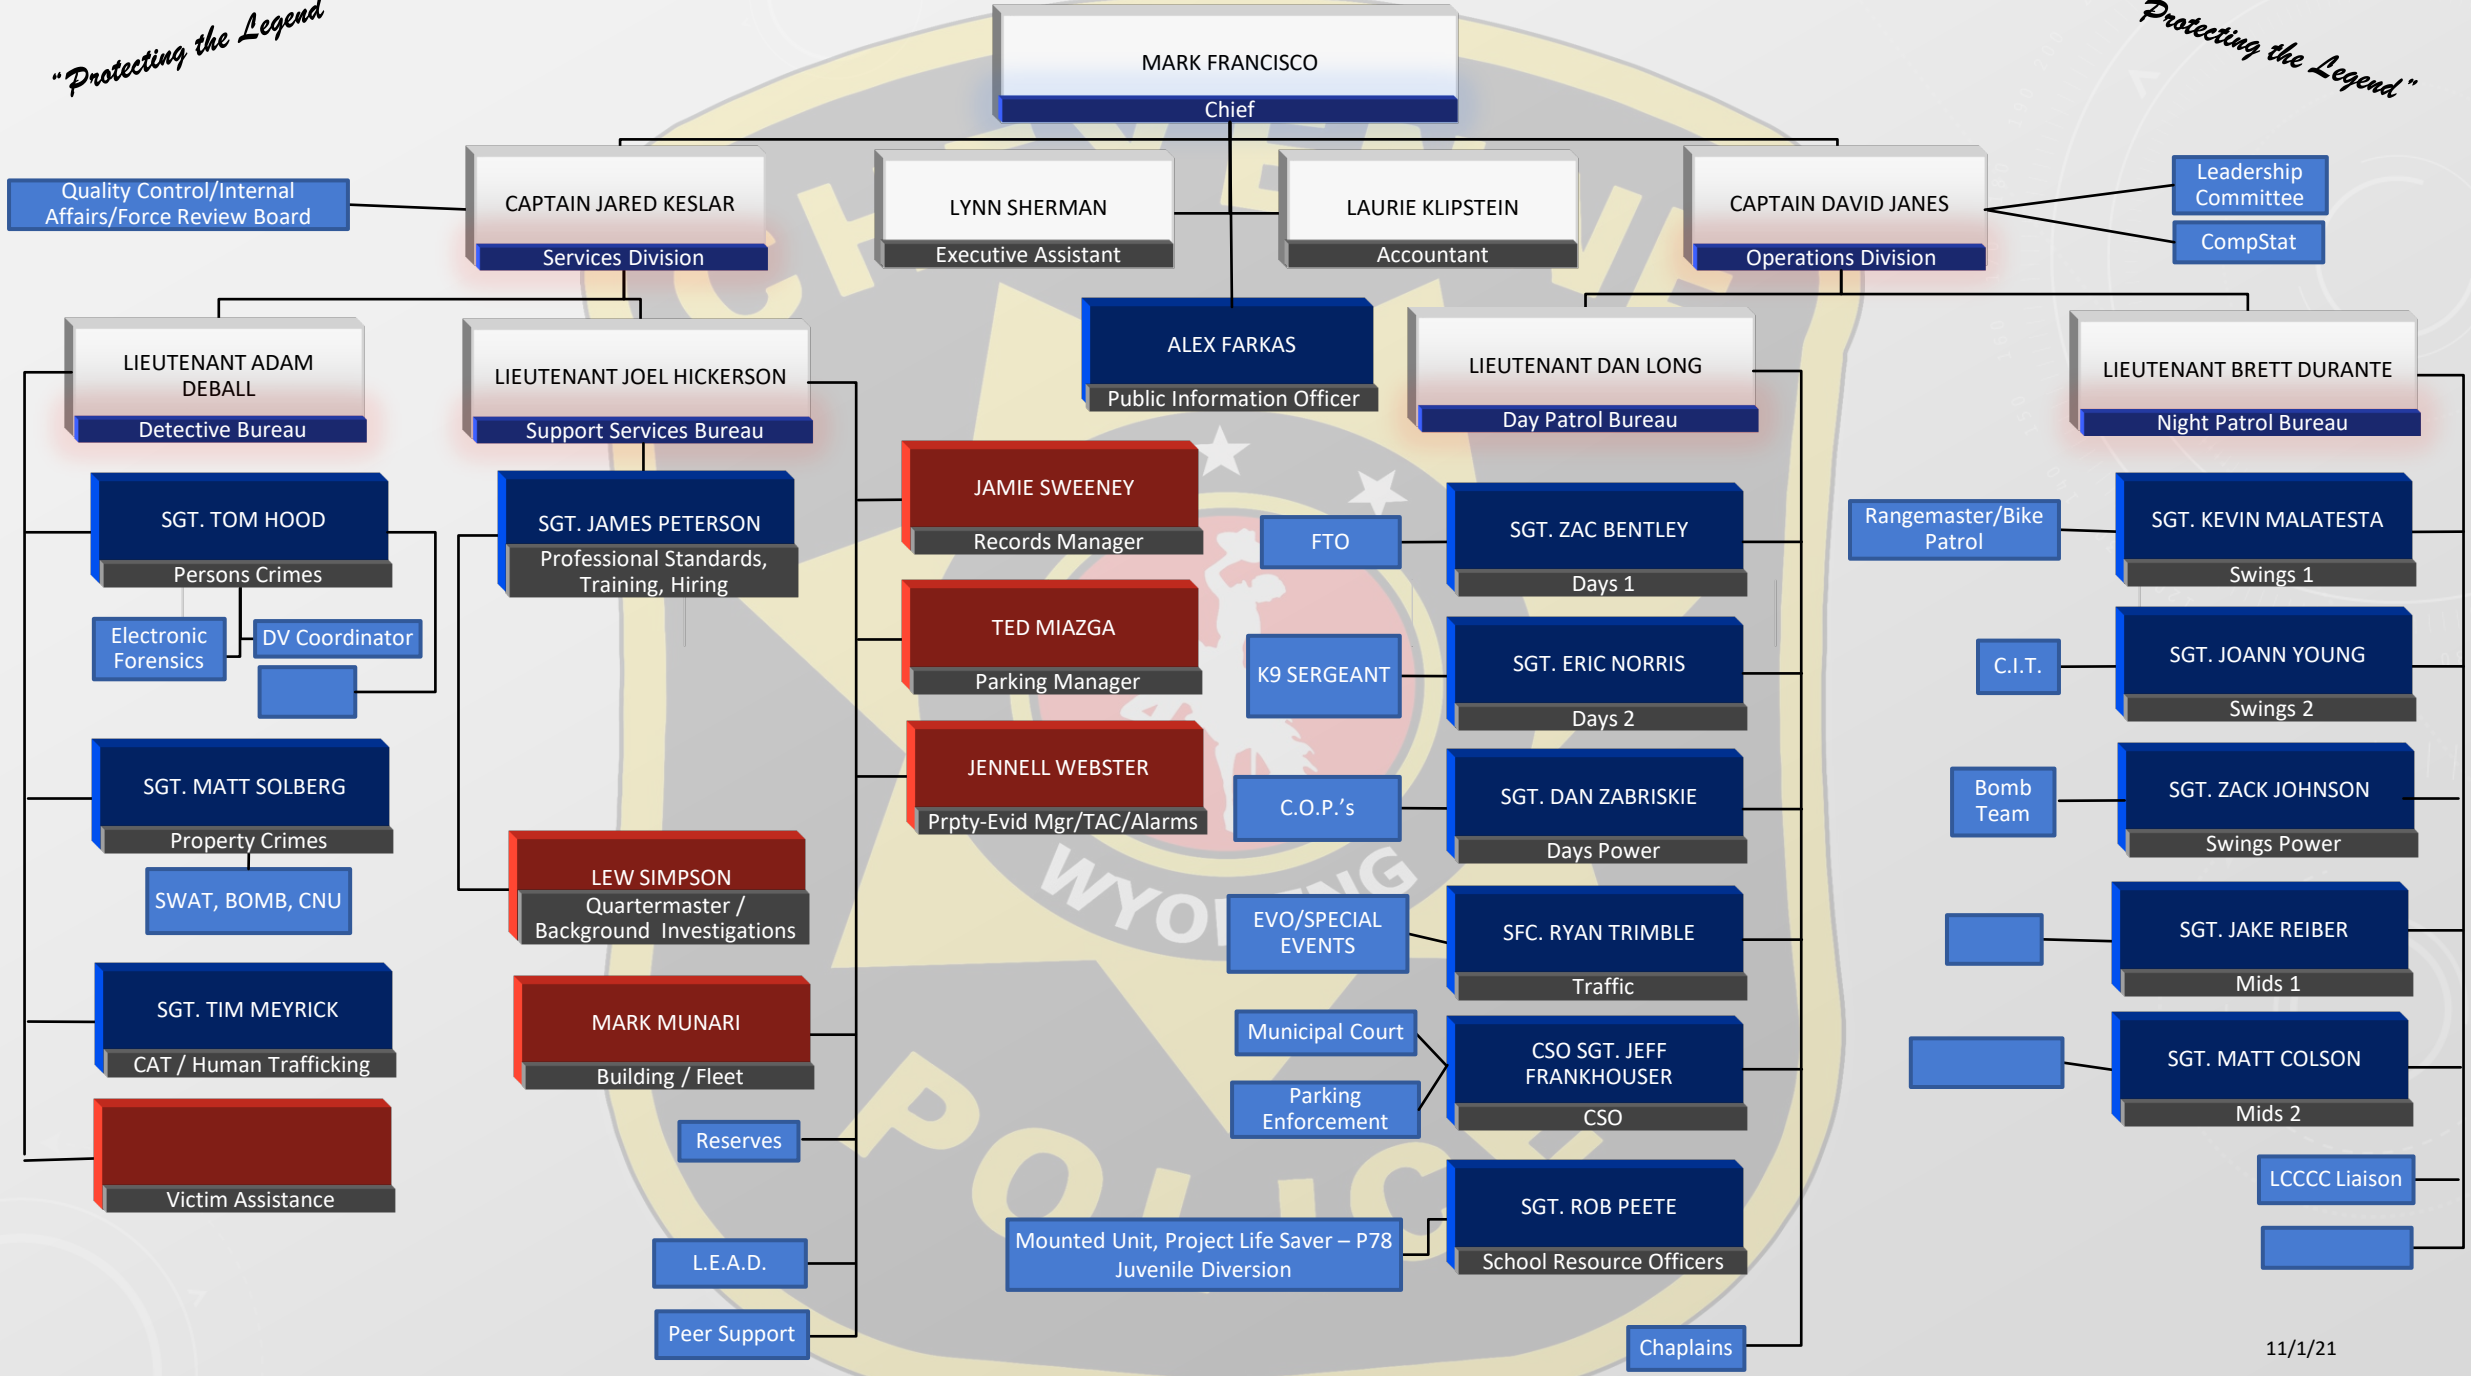 “Protecting the Legend
Protecting the Legend”
MARK FRANCISCO
Chief
Quality Control/Internal
Affairs/Force Review Board
CAPTAIN JARED KESLAR
Services Division
LYNN SHERMAN
Executive Assistant
LAURIE KLIPSTEIN
Accountant
CAPTAIN DAVID JANES
Operations Division
Leadership
Committee
CompStat
ALEX FARKAS
Public Information Officer
LIEUTENANT ADAM
DEBALL
Detective Bureau
LIEUTENANT JOEL HICKERSON
Support Services Bureau
LIEUTENANT DAN LONG
Day Patrol Bureau
LIEUTENANT BRETT DURANTE
Night Patrol Bureau
SGT. TOM HOOD
Persons Crimes
Electronic
Forensics
DV Coordinator
SGT. MATT SOLBERG
Property Crimes
SWAT, BOMB, CNU
SGT. TIM MEYRICK
CAT / Human Trafficking
Victim Assistance
SGT. JAMES PETERSON
Professional Standards,
Training, Hiring
LEW SIMPSON
Quartermaster /
Background  Investigations
MARK MUNARI
Building / Fleet
Reserves
L.E.A.D.
Peer Support
JAMIE SWEENEY
Records Manager
TED MIAZGA
Parking Manager
JENNELL WEBSTER
Prpty-Evid Mgr/TAC/Alarms
FTO
SGT. ZAC BENTLEY
Days 1
K9 SERGEANT
SGT. ERIC NORRIS
Days 2
C.O.P.’s
SGT. DAN ZABRISKIE
Days Power
EVO/SPECIAL
EVENTS
SFC. RYAN TRIMBLE
Traffic
Municipal Court
Parking
Enforcement
CSO SGT. JEFF
FRANKHOUSER
CSO
Mounted Unit, Project Life Saver – P78
Juvenile Diversion
SGT. ROB PEETE
School Resource Officers
Chaplains
Rangemaster/Bike
Patrol
SGT. KEVIN MALATESTA
Swings 1
C.I.T.
SGT. JOANN YOUNG
Swings 2
Bomb
Team
SGT. ZACK JOHNSON
Swings Power
SGT. JAKE REIBER
Mids 1
SGT. MATT COLSON
Mids 2
LCCCC Liaison
CHEYENNE
WYOMING
POLICE
11/1/21